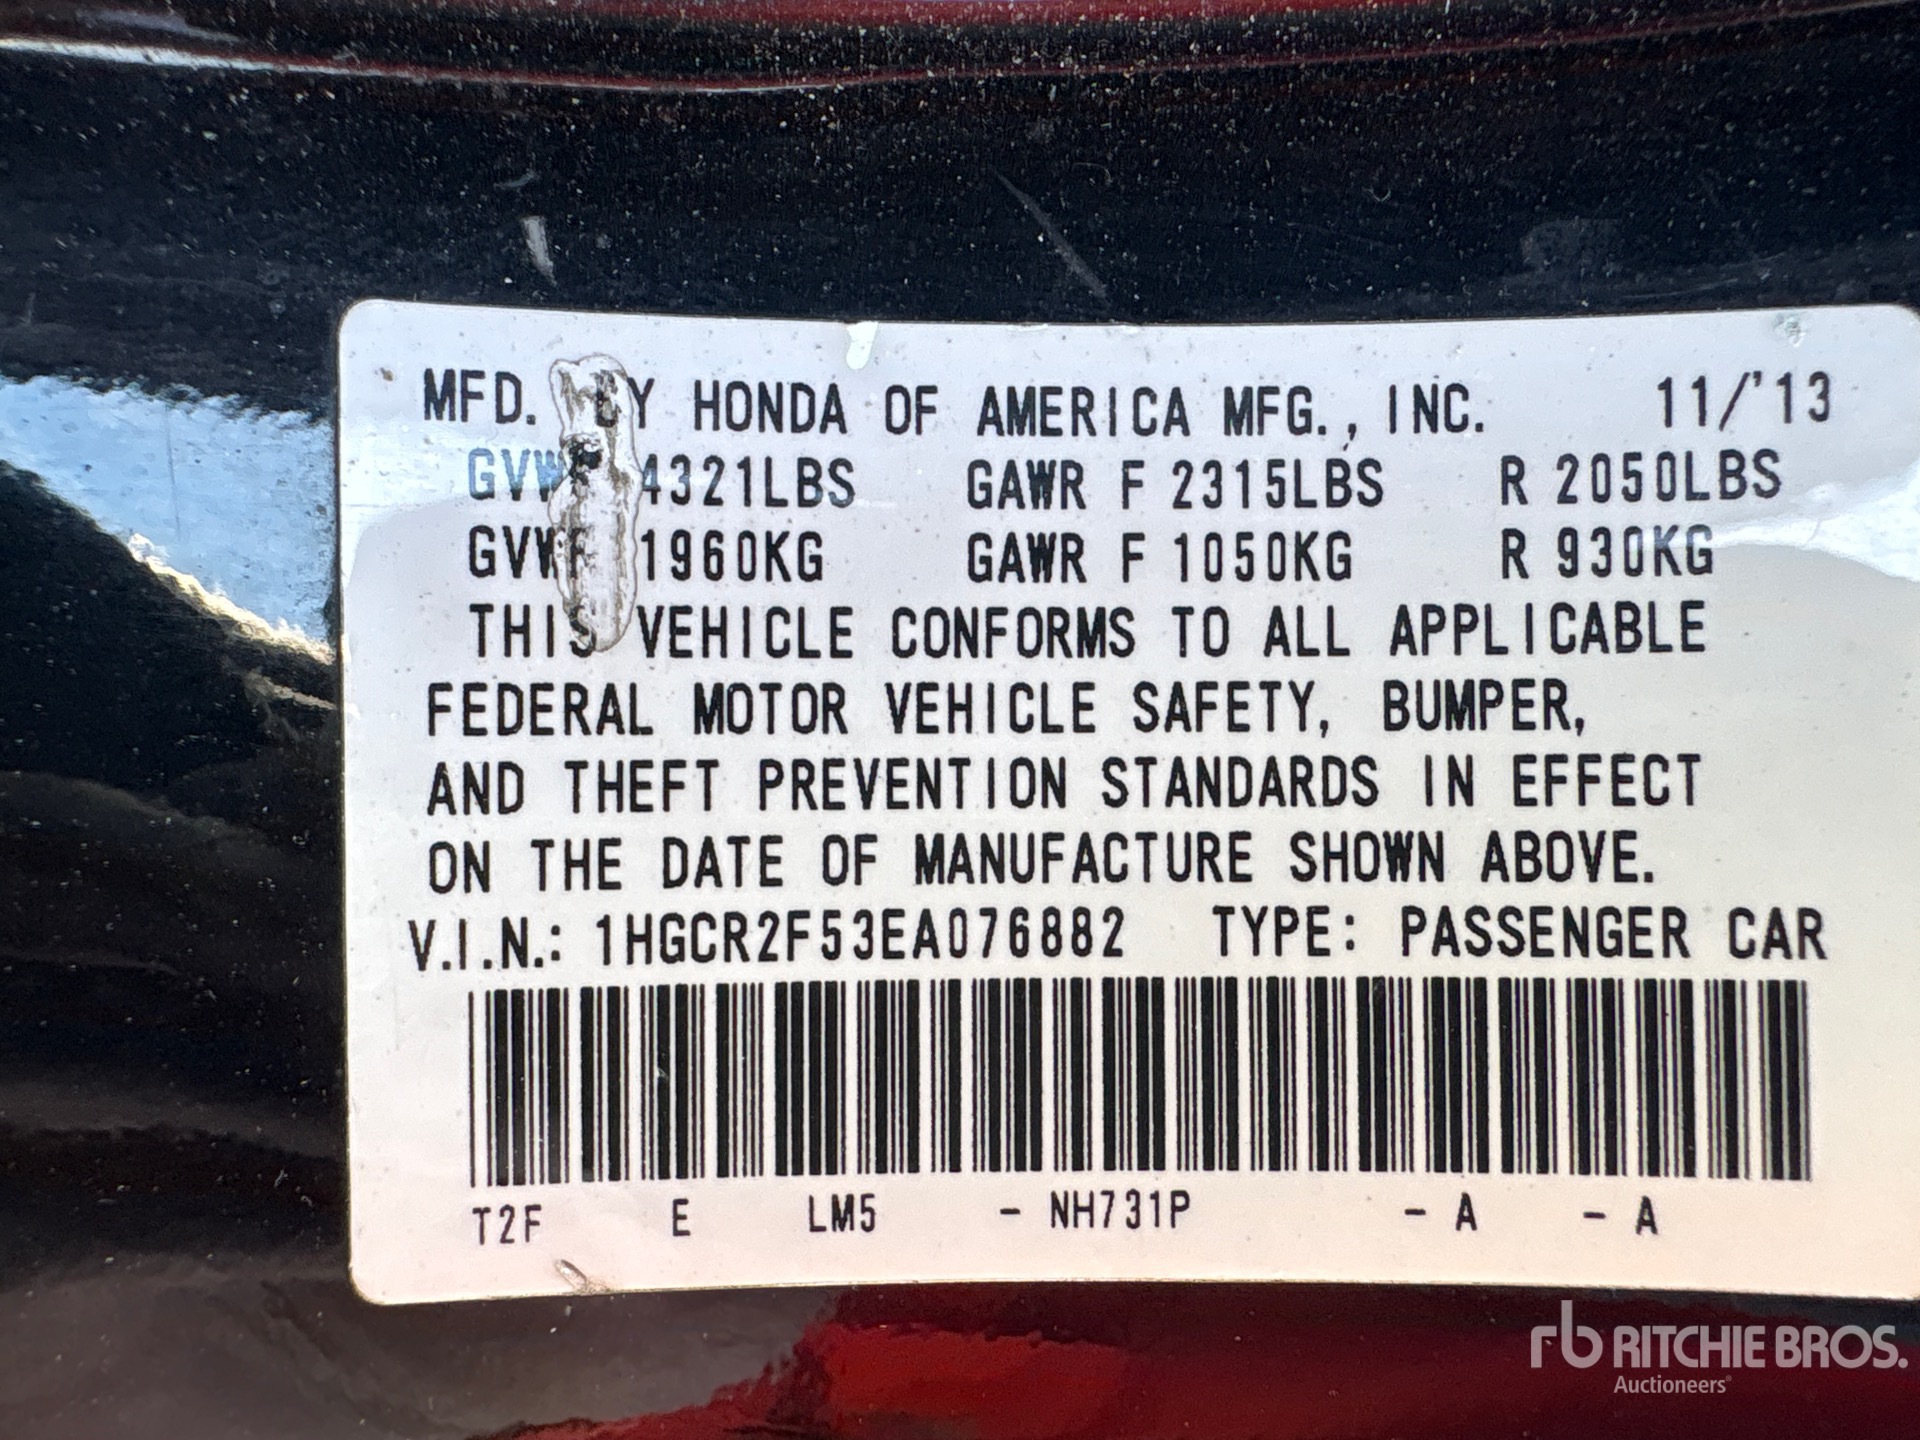 MFD. BY HONDA OF AMERICA MFG., INC. 11/'13
GVWR 4321LBS GAWR F 2315LBS R 2050LBS
GVWR 1960KG GAWR F 1050KG R 930KG
THIS VEHICLE CONFORMS TO ALL APPLICABLE
FEDERAL MOTOR VEHICLE SAFETY, BUMPER,
AND THEFT PREVENTION STANDARDS IN EFFECT
ON THE DATE OF MANUFACTURE SHOWN ABOVE.
V.I.N.: 1HGCR2F53EA076882 TYPE: PASSENGER CAR
T2F E LM5 - NH731P - A - A
rb RITCHIE BROS.
Auctioneers